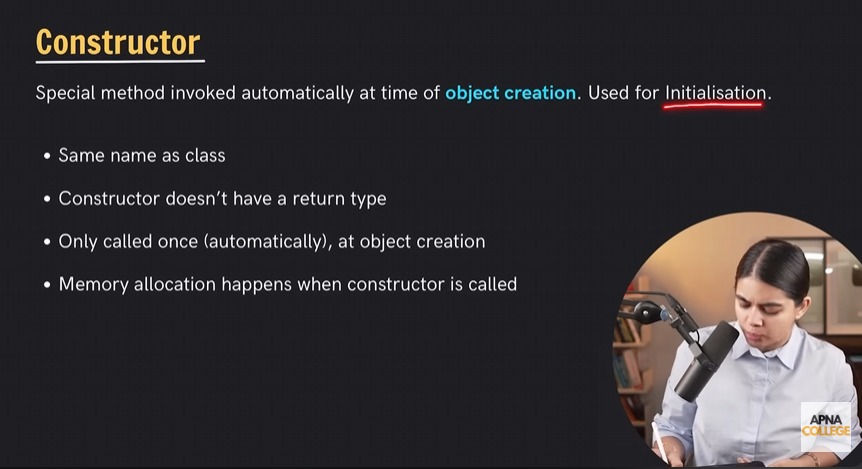 Constructor
Special method invoked automatically at time of object creation. Used for Initialisation.
• Same name as class
• Constructor doesn't have a return type
• Only called once (automatically), at object creation
• Memory allocation happens when constructor is called
APNA
COLLEGE